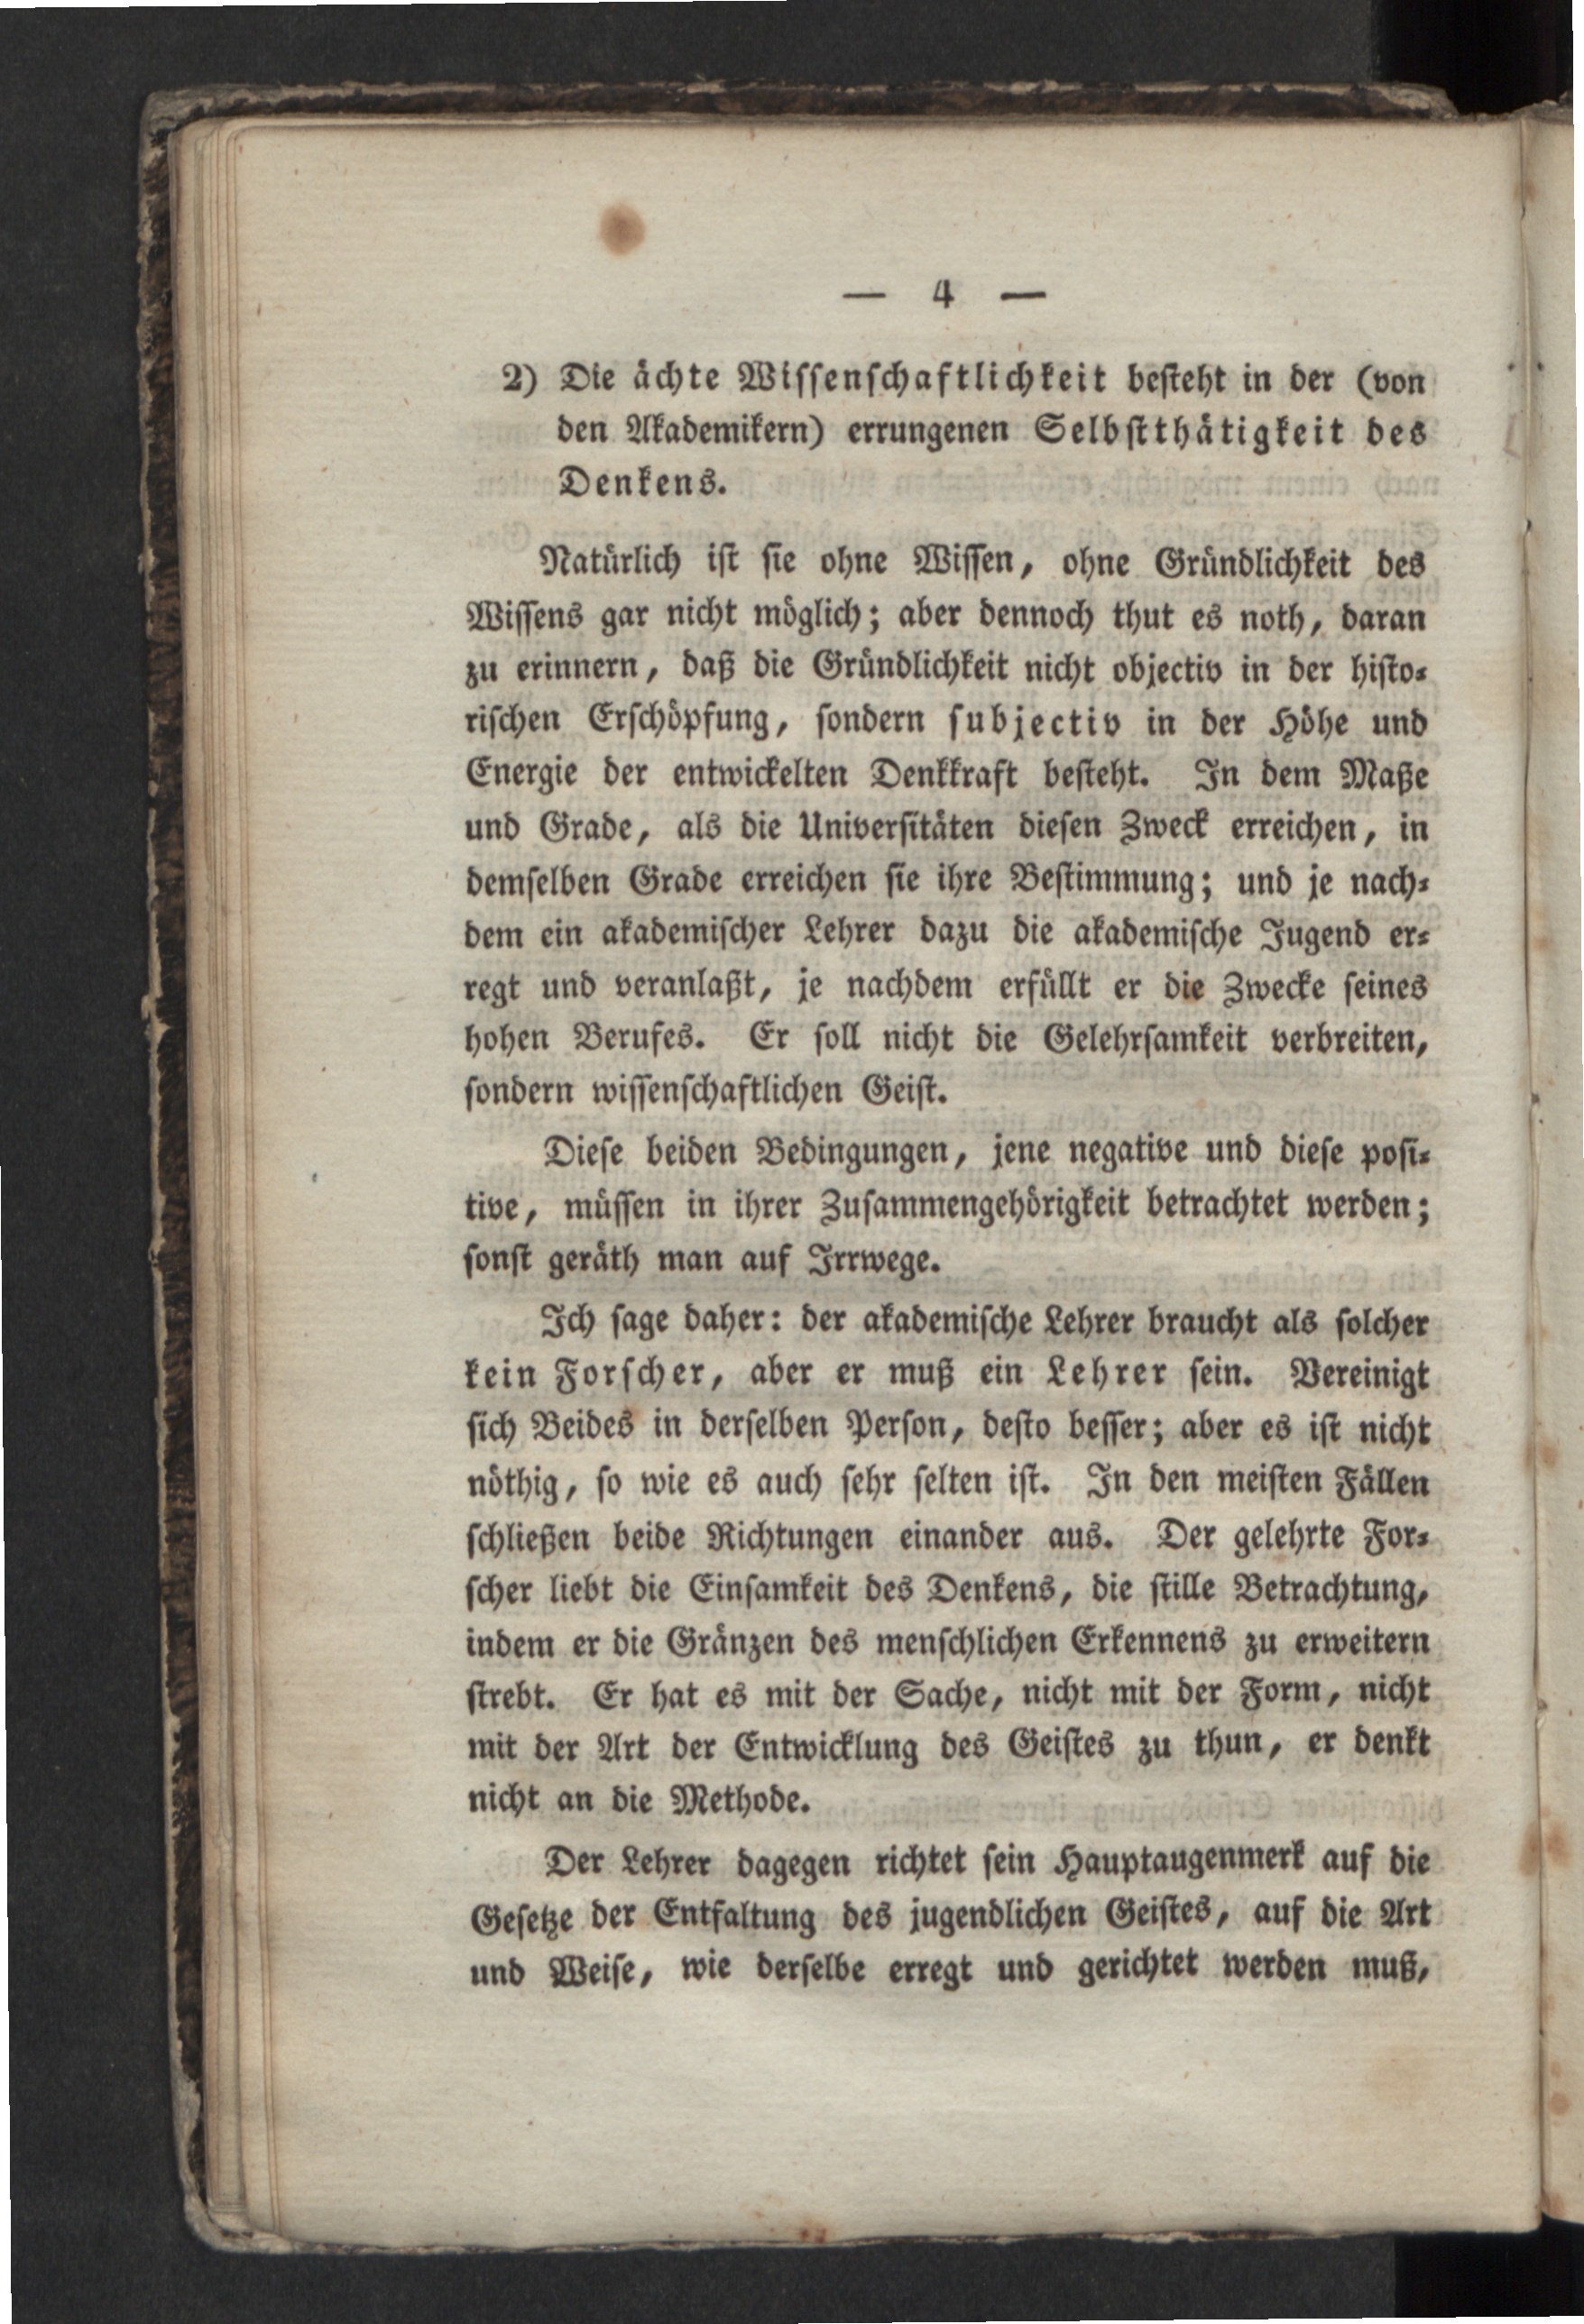 — 4 —
2) Die ächte Wissenschaftlichkeit besteht in der (von
den Akademikern) errungenen Selbstthätigkeit des
Denkens.
Natürlich ist sie ohne Wissen, ohne Gründlichkeit des
Wissens gar nicht möglich; aber dennoch thut es noth, daran
zu erinnern, daß die Gründlichkeit nicht objectiv in der histo-
rischen Erschöpfung, sondern subjectiv in der Höhe und
Energie der entwickelten Denkkraft besteht. In dem Maße
und Grade, als die Universitäten diesen Zweck erreichen, in
demselben Grade erreichen sie ihre Bestimmung; und je nach-
dem ein akademischer Lehrer dazu die akademische Jugend er-
regt und veranlaßt, je nachdem erfüllt er die Zwecke seines
hohen Berufes. Er soll nicht die Gelehrsamkeit verbreiten,
sondern wissenschaftlichen Geist.
Diese beiden Bedingungen, jene negative und diese posi-
tive, müssen in ihrer Zusammengehörigkeit betrachtet werden;
sonst geräth man auf Irrwege.
Ich sage daher: der akademische Lehrer braucht als solcher
kein Forscher, aber er muß ein Lehrer sein. Vereinigt
sich Beides in derselben Person, desto besser; aber es ist nicht
nöthig, so wie es auch sehr selten ist. In den meisten Fällen
schließen beide Richtungen einander aus. Der gelehrte For-
scher liebt die Einsamkeit des Denkens, die stille Betrachtung,
indem er die Gränzen des menschlichen Erkennens zu erweitern
strebt. Er hat es mit der Sache, nicht mit der Form, nicht
mit der Art der Entwicklung des Geistes zu thun, er denkt
nicht an die Methode.
Der Lehrer dagegen richtet sein Hauptaugenmerk auf die
Gesetze der Entfaltung des jugendlichen Geistes, auf die Art
und Weise, wie derselbe erregt und gerichtet werden muß,